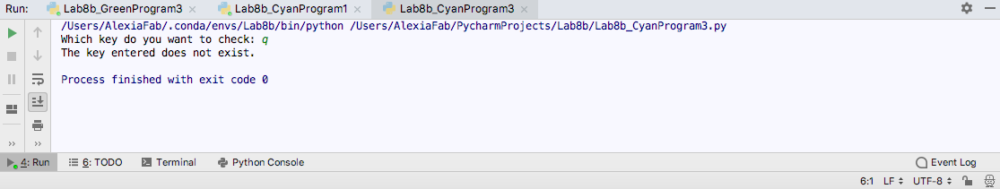 Run: Lab8b_GreenProgram3 × Lab8b_CyanProgram1 × Lab8b_CyanProgram3 ×
/Users/AlexiaFab/.conda/envs/Lab8b/bin/python /Users/AlexiaFab/PycharmProjects/Lab8b/Lab8b_CyanProgram3.py
Which key do you want to check: q
The key entered does not exist.
Process finished with exit code 0
4: Run 6: TODO Terminal Python Console Event Log
6:1 LF UTF-8